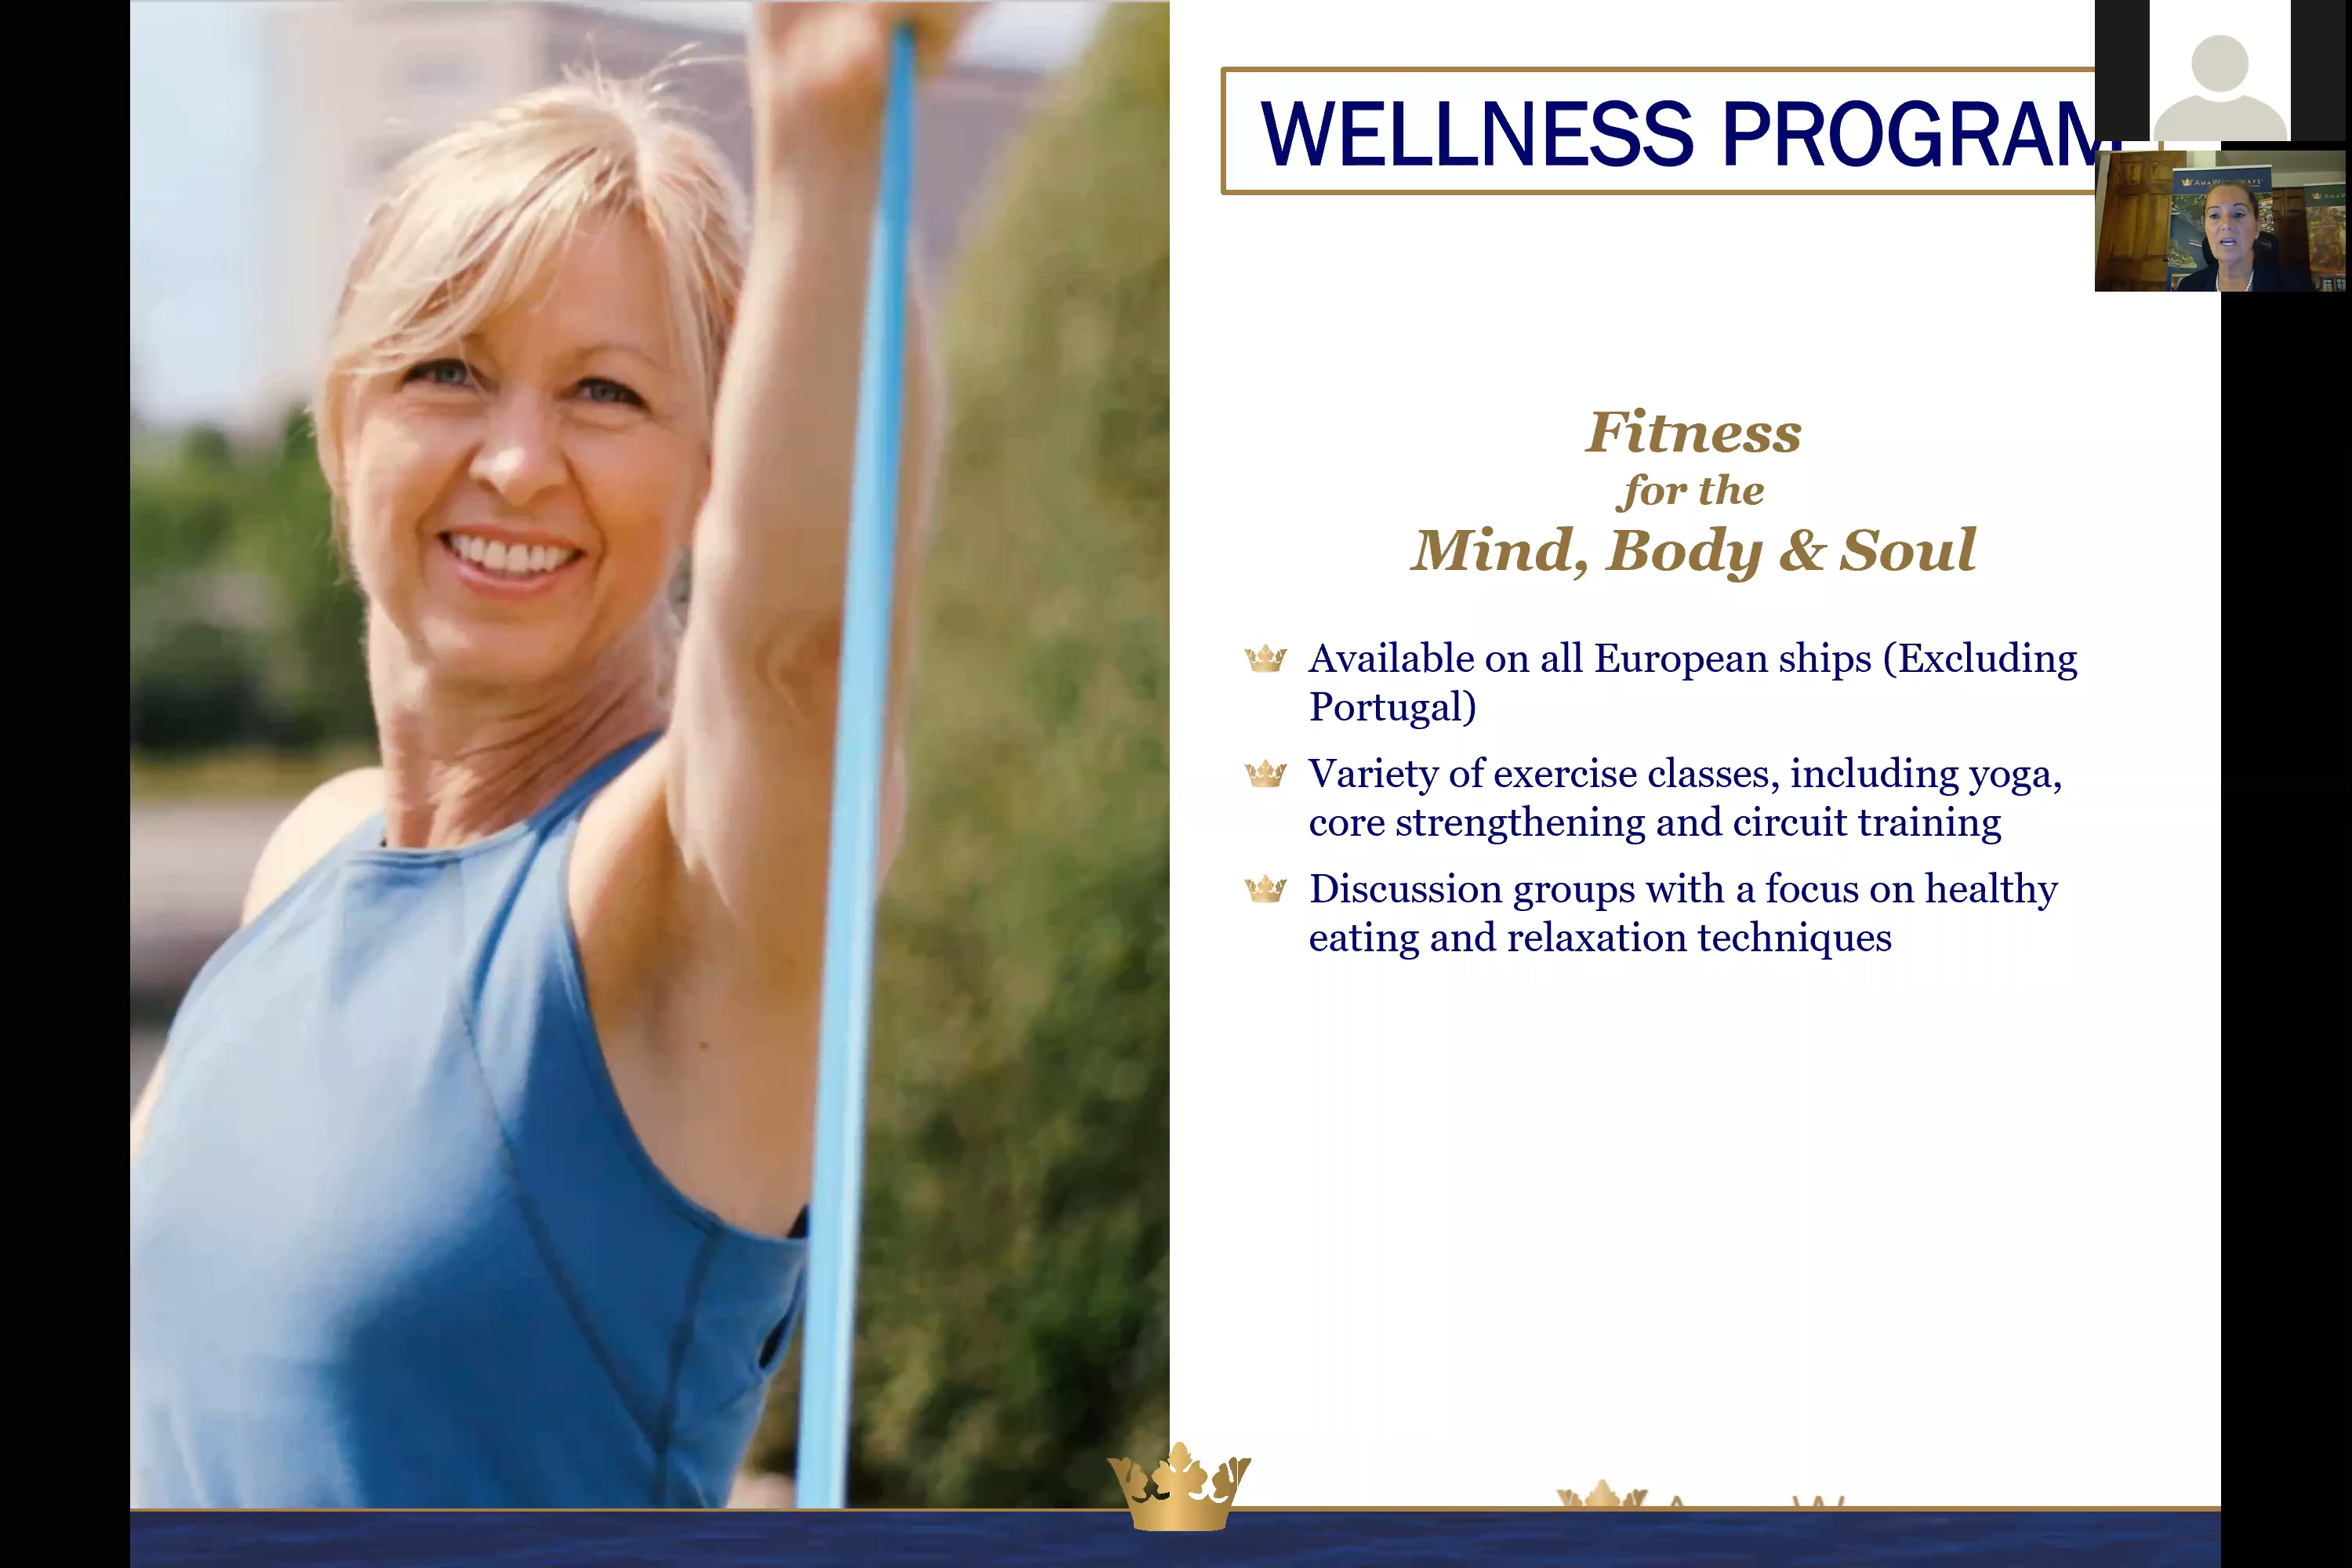 WELLNESS PROGRAM
AMAWATERWAYS
Fitness
for the
Mind, Body & Soul
Available on all European ships (Excluding
Portugal)
Variety of exercise classes, including yoga,
core strengthening and circuit training
Discussion groups with a focus on healthy
eating and relaxation techniques